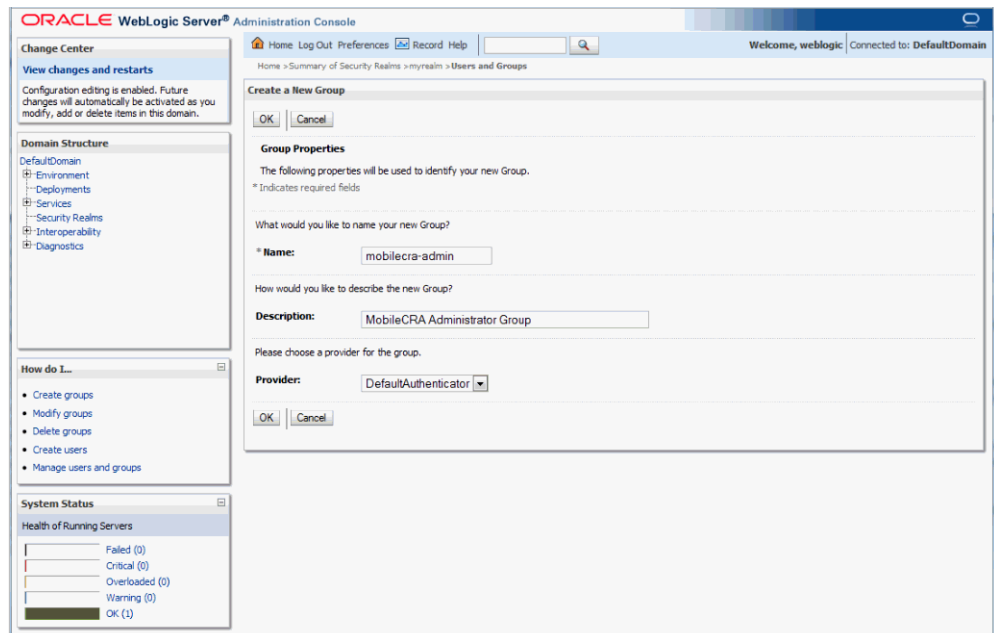 ORACLE WebLogic Server® Administration Console
Change Center
View changes and restarts
Configuration editing is enabled. Future
changes will automatically be activated as you
modify, add or delete items in this domain.
Domain Structure
DefaultDomain
Environment
Deployments
Services
Security Realms
Interoperability
Diagnostics
How do I...
Create groups
Modify groups
Delete groups
Create users
Manage users and groups
System Status
Health of Running Servers
Failed (0)
Critical (0)
Overloaded (0)
Warning (0)
OK (1)
Home Log Out Preferences Record Help
Welcome, weblogic Connected to: DefaultDomain
Home >Summary of Security Realms >myrealm >Users and Groups
Create a New Group
OK Cancel
Group Properties
The following properties will be used to identify your new Group.
* Indicates required fields
What would you like to name your new Group?
* Name: mobilecra-admin
How would you like to describe the new Group?
Description: MobileCRA Administrator Group
Please choose a provider for the group.
Provider: DefaultAuthenticator
OK Cancel